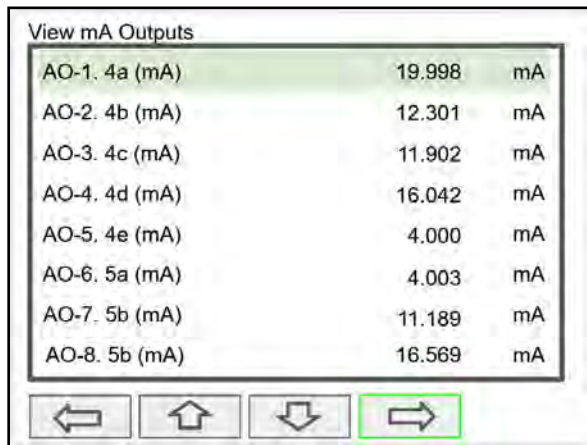 View mA Outputs
AO-1. 4a (mA) 19.998 mA
AO-2. 4b (mA) 12.301 mA
AO-3. 4c (mA) 11.902 mA
AO-4. 4d (mA) 16.042 mA
AO-5. 4e (mA) 4.000 mA
AO-6. 5a (mA) 4.003 mA
AO-7. 5b (mA) 11.189 mA
AO-8. 5b (mA) 16.569 mA